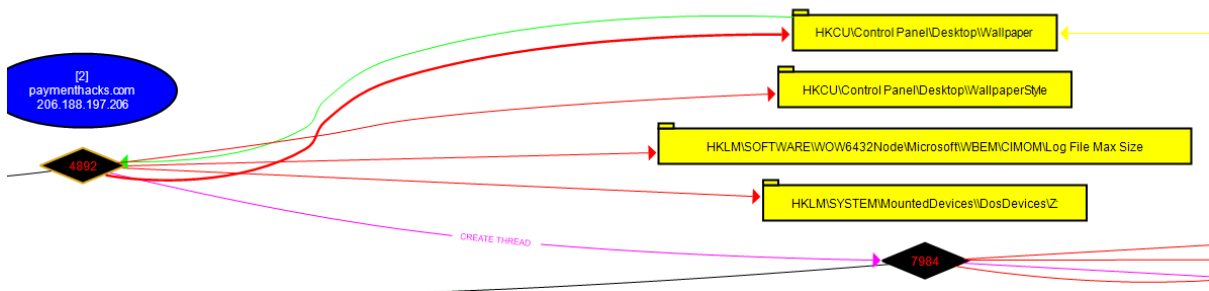 HKCU\Control Panel\Desktop\Wallpaper
[2]
paymenthacks.com
206.188.197.206
HKCU\Control Panel\Desktop\WallpaperStyle
HKLM\SOFTWARE\WOW6432Node\Microsoft\WBEM\CIMOM\Log File Max Size
4892
HKLM\SYSTEM\MountedDevices\\DosDevices\Z:
CREATE THREAD
7984